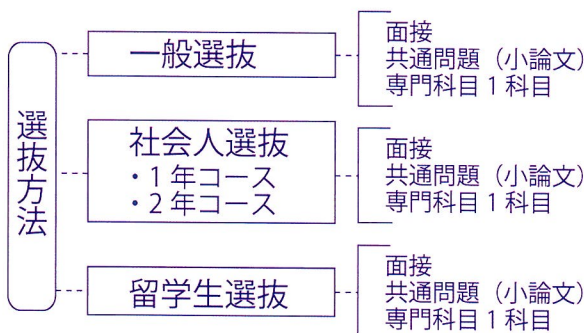 選抜方法
一般選抜
面接
共通問題（小論文）
専門科目1科目
社会人選抜
・1年コース
・2年コース
面接
共通問題（小論文）
専門科目1科目
留学生選抜
面接
共通問題（小論文）
専門科目1科目